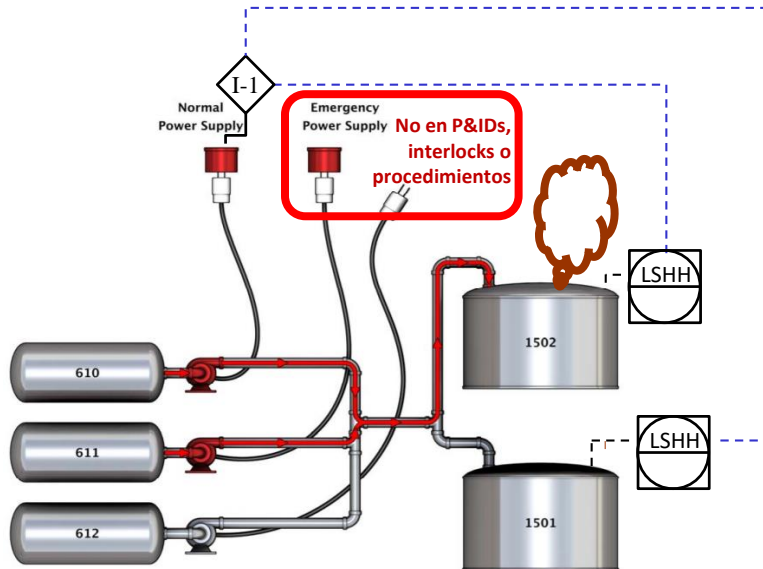 I-1
Normal
Power Supply
Emergency
Power Supply
No en P&IDs,
interlocks o
procedimientos
LSHH
1502
610
611
LSHH
1501
612